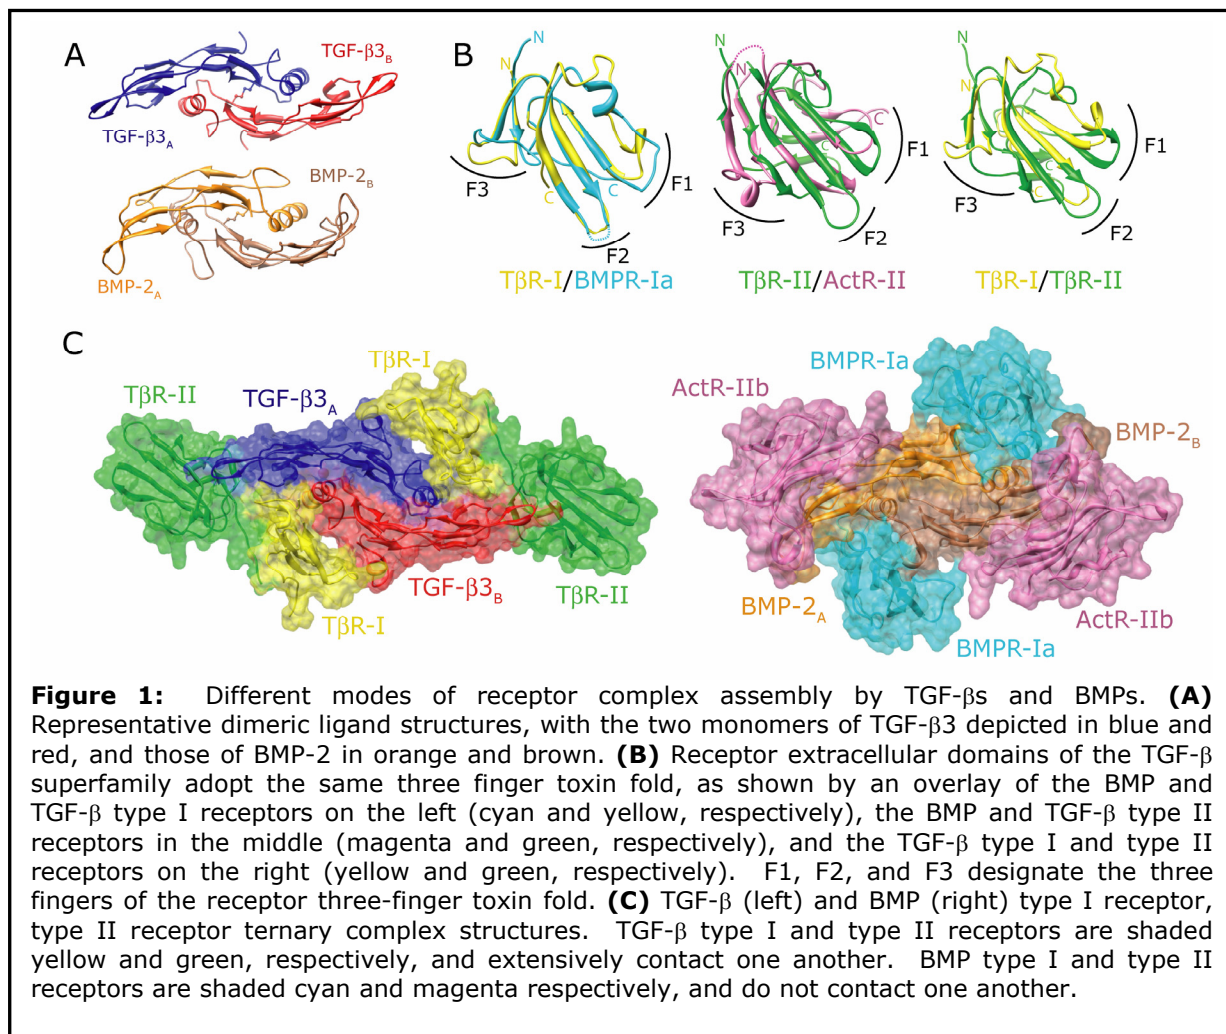 A
TGF-β3B
TGF-β3A
BMP-2B
BMP-2A
B
N
N
F3
C
C
F1
F2
TβR-I/BMPR-Ia
N
N
C
C
F1
F3
F2
TβR-II/ActR-II
N
N
C
C
F1
F3
F2
TβR-I/TβR-II
C
TβR-I
TβR-II
TGF-β3A
TGF-β3B
TβR-II
TβR-I
BMPR-Ia
ActR-IIb
BMP-2B
BMP-2A
ActR-IIb
BMPR-Ia
Figure 1: Different modes of receptor complex assembly by TGF-βs and BMPs. (A)
Representative dimeric ligand structures, with the two monomers of TGF-β3 depicted in blue and
red, and those of BMP-2 in orange and brown. (B) Receptor extracellular domains of the TGF-β
superfamily adopt the same three finger toxin fold, as shown by an overlay of the BMP and
TGF-β type I receptors on the left (cyan and yellow, respectively), the BMP and TGF-β type II
receptors in the middle (magenta and green, respectively), and the TGF-β type I and type II
receptors on the right (yellow and green, respectively). F1, F2, and F3 designate the three
fingers of the receptor three-finger toxin fold. (C) TGF-β (left) and BMP (right) type I receptor,
type II receptor ternary complex structures. TGF-β type I and type II receptors are shaded
yellow and green, respectively, and extensively contact one another. BMP type I and type II
receptors are shaded cyan and magenta respectively, and do not contact one another.